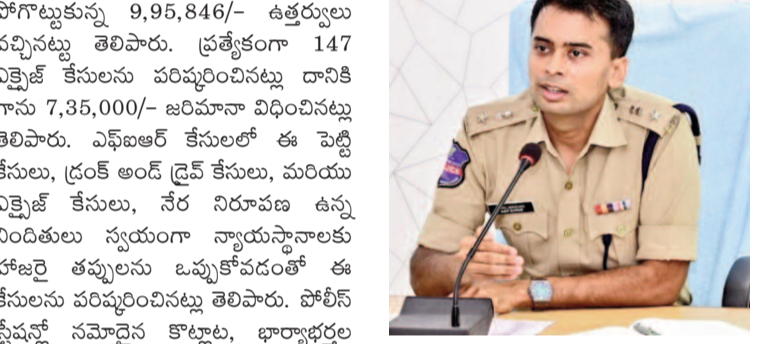 పోగొట్టుకున్న 9,95,846/- ఉత్తర్వులు
వచ్చినట్టు తెలిపారు. ప్రత్యేకంగా 147
ఎక్సైజ్ కేసులను పరిష్కరించినట్లు దానికి
గాను 7,35,000/- జరిమానా విధించినట్లు
తెలిపారు. ఎఫ్ఐఆర్ కేసులలో ఈ పెట్టి
కేసులు, డ్రంక్ అండ్ డ్రైవ్ కేసులు, మరియు
ఎక్సైజ్ కేసులు, నేర నిరూపణ ఉన్న
నిందితులు స్వయంగా న్యాయస్థానాలకు
హాజరై తప్పులను ఒప్పుకోవడంతో ఈ
కేసులను పరిష్కరించినట్లు తెలిపారు. పోలీస్
స్టేషన్లో నమోదైన కొట్లాట, భార్యాభర్తల